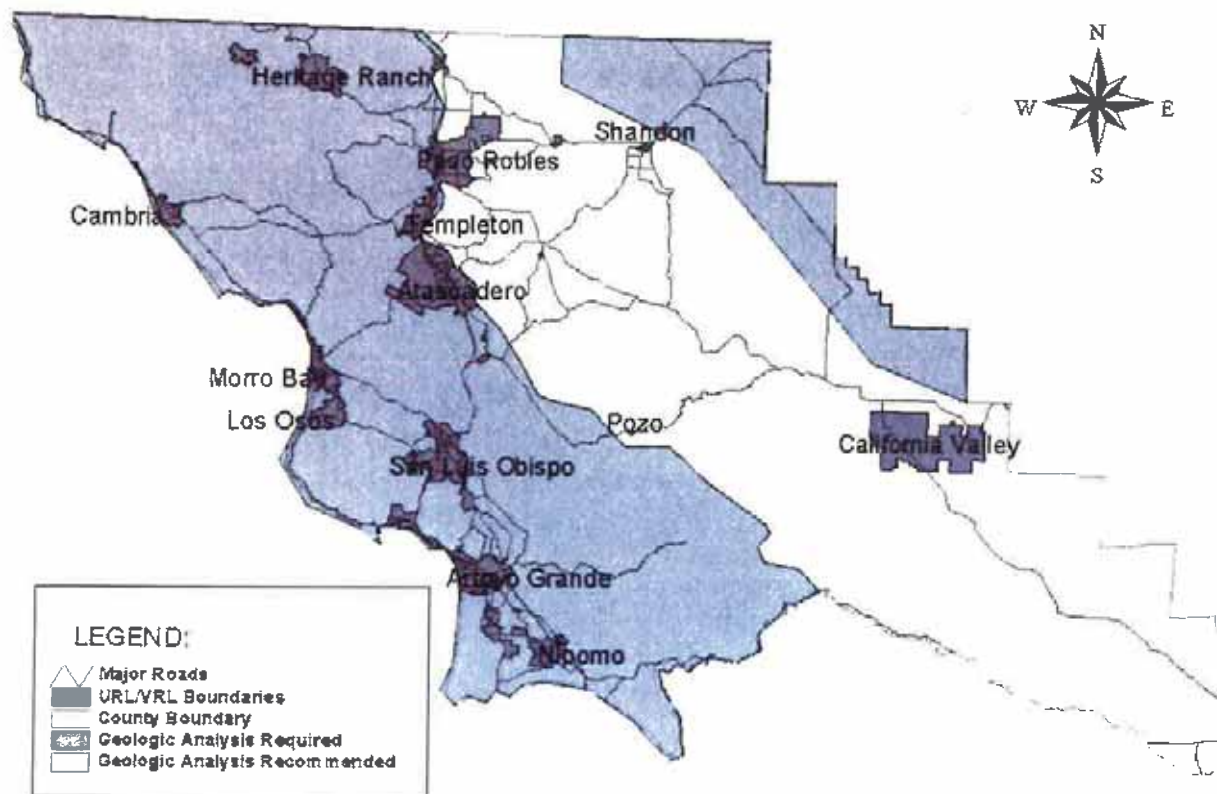 N
W E
S
Heritage Ranch
Shandon
Paso Robles
Cambria
Templeton
Atascadero
Morro Bay
Los Osos
Pozo
California Valley
San Luis Obispo
Arroyo Grande
Nipomo
LEGEND:
Major Roads
URL/VRL Boundaries
County Boundary
Geologic Analysis Required
Geologic Analysis Recommended